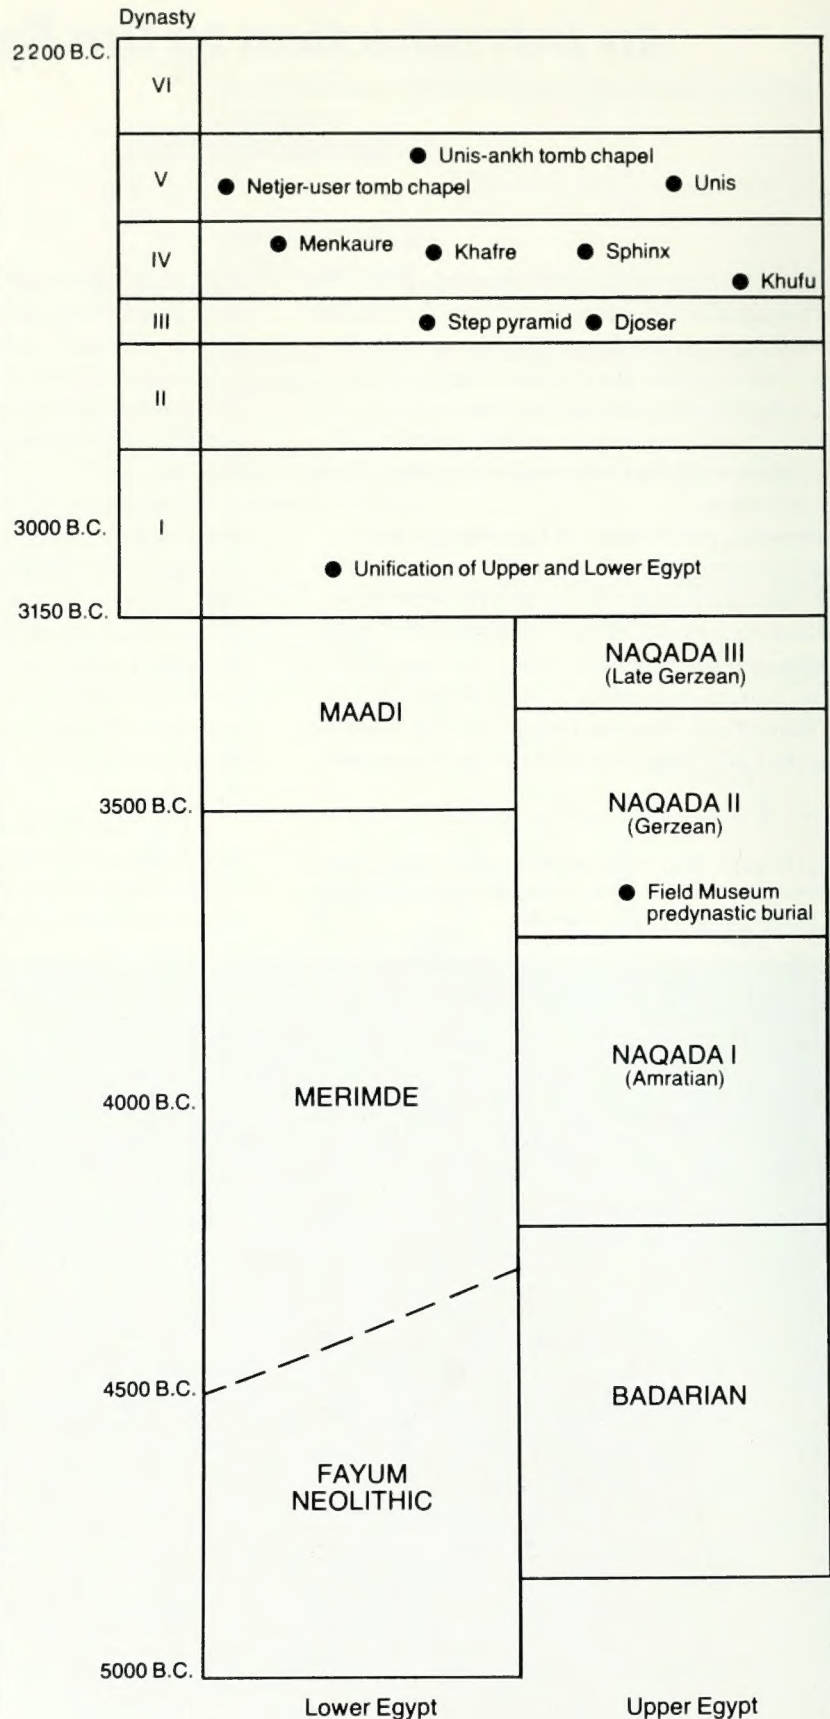 Dynasty
2200 B.C.
VI
Unis-ankh tomb chapel
V
Netjer-user tomb chapel
Unis
IV
Menkaure
Khafre
Sphinx
Khufu
III
Step pyramid
Djoser
II
3000 B.C.
I
Unification of Upper and Lower Egypt
3150 B.C.
NAQADA III
(Late Gerzean)
MAADI
3500 B.C.
NAQADA II
(Gerzean)
Field Museum
predynastic burial
NAQADA I
(Amratian)
4000 B.C.
MERIMDE
4500 B.C.
BADARIAN
FAYUM
NEOLITHIC
5000 B.C.
Lower Egypt
Upper Egypt